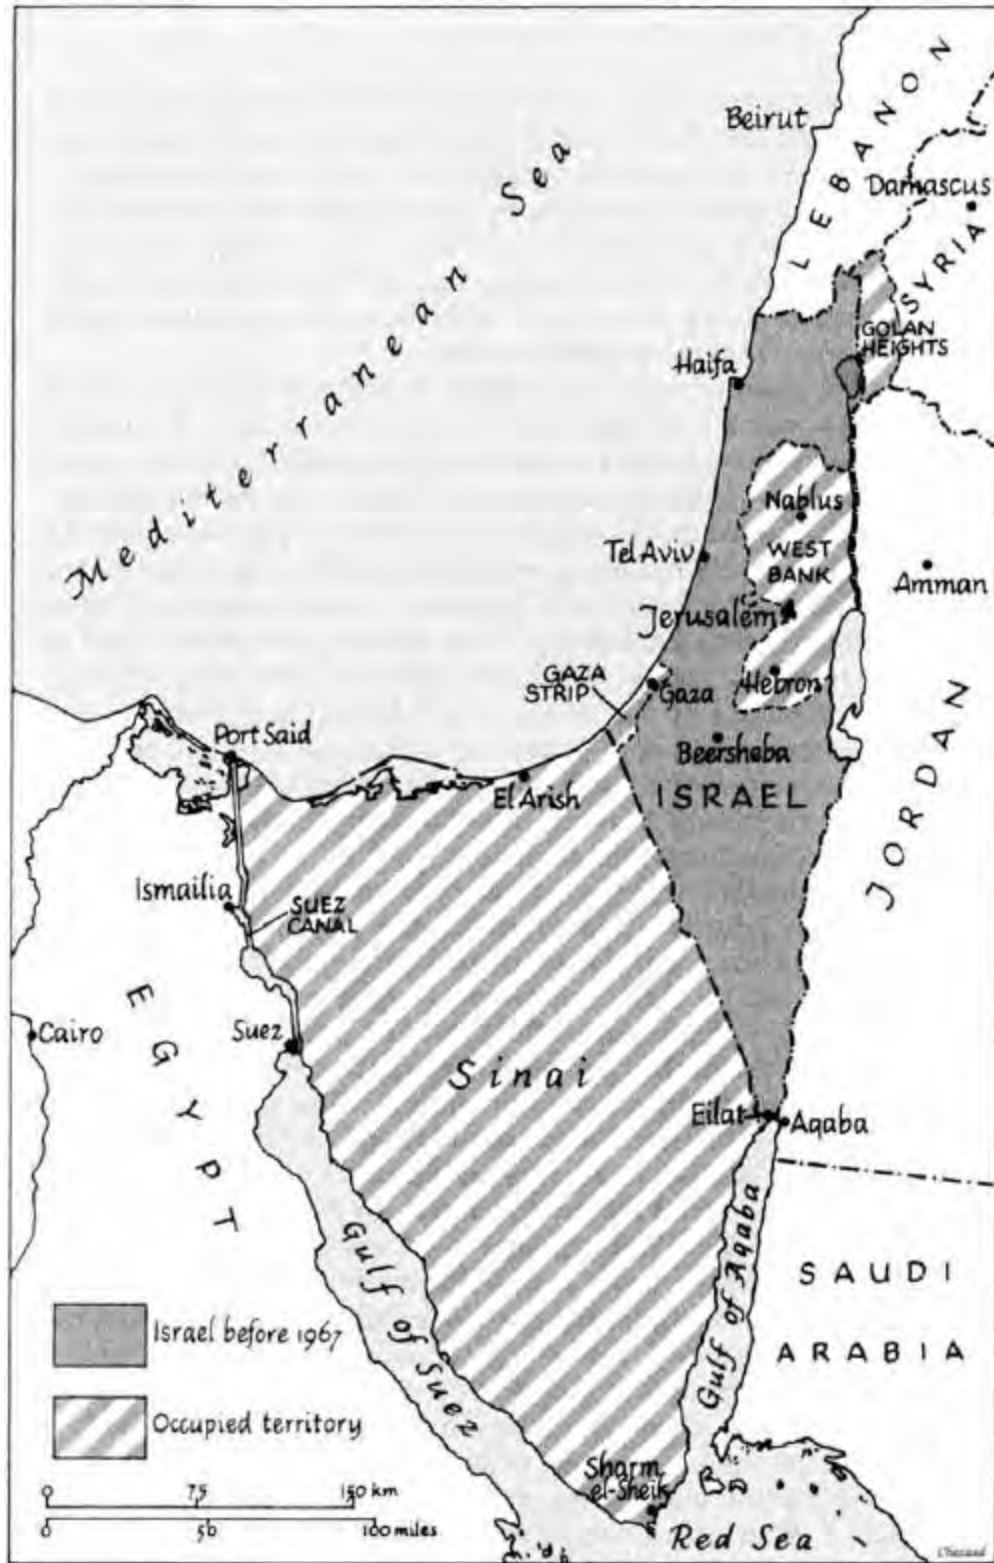 Beirut
LEBANON
Damascus
SYRIA
Mediterranean Sea
GOLAN
HEIGHTS
Haifa
Nablus
WEST
BANK
Tel Aviv
Amman
Jerusalem
GAZA
STRIP
Gaza
Hebron
Port Said
Beersheba
El Arish
ISRAEL
JORDAN
Ismailia
SUEZ
CANAL
EGYPT
Cairo
Suez
Sinai
Eilat
Aqaba
Gulf of Suez
Gulf of Aqaba
SAUDI
ARABIA
Israel before 1967
Occupied territory
Sharm
el-Sheik
0 75 150 km
0 50 100 miles
Red Sea